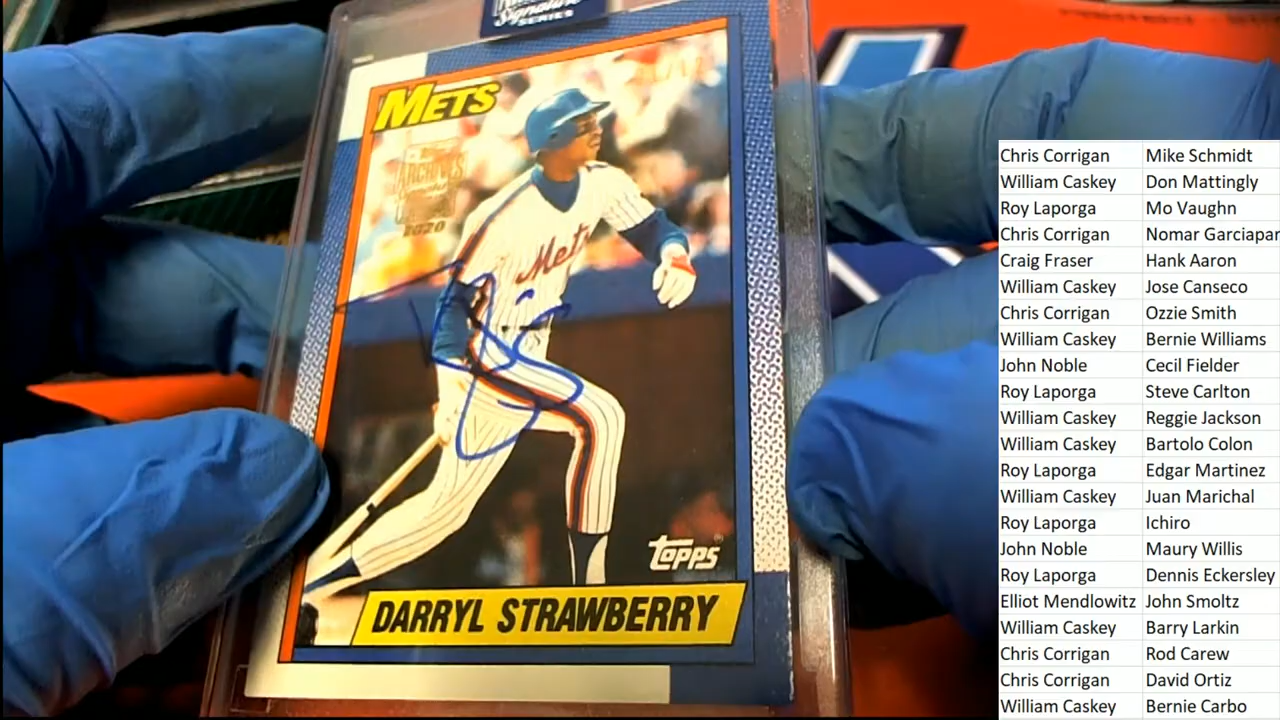 Signature
SERIES
METS
ARCHIVES
2020
Mets
topps
DARRYL STRAWBERRY
Chris Corrigan Mike Schmidt
William Caskey Don Mattingly
Roy Laporga Mo Vaughn
Chris Corrigan Nomar Garciapar
Craig Fraser Hank Aaron
William Caskey Jose Canseco
Chris Corrigan Ozzie Smith
William Caskey Bernie Williams
John Noble Cecil Fielder
Roy Laporga Steve Carlton
William Caskey Reggie Jackson
William Caskey Bartolo Colon
Roy Laporga Edgar Martinez
William Caskey Juan Marichal
Roy Laporga Ichiro
John Noble Maury Willis
Roy Laporga Dennis Eckersley
Elliot Mendlowitz John Smoltz
William Caskey Barry Larkin
Chris Corrigan Rod Carew
Chris Corrigan David Ortiz
William Caskey Bernie Carbo